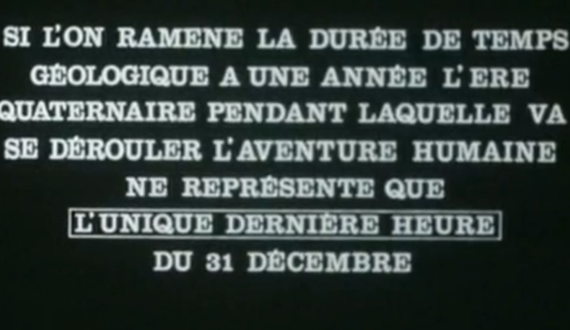 SI L'ON RAMENE LA DURÉE DE TEMPS
GÉOLOGIQUE A UNE ANNÉE L'ERE
QUATERNAIRE PENDANT LAQUELLE VA
SE DÉROULER L'AVENTURE HUMAINE
NE REPRÉSENTE QUE
L'UNIQUE DERNIÈRE HEURE
DU 31 DÉCEMBRE